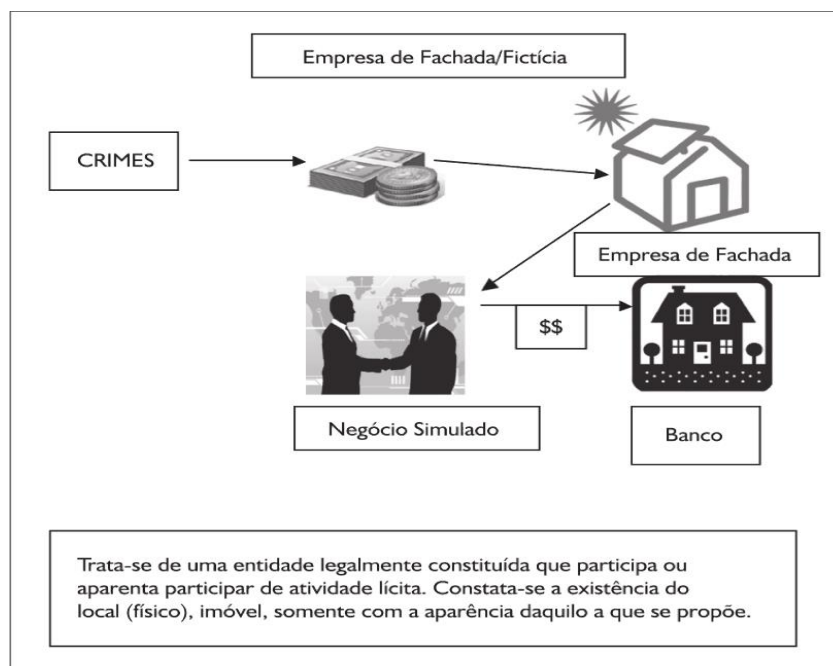 Empresa de Fachada/Fictícia
CRIMES
Empresa de Fachada
$$
Negócio Simulado
Banco
Trata-se de uma entidade legalmente constituída que participa ou
aparenta participar de atividade lícita. Constata-se a existência do
local (físico), imóvel, somente com a aparência daquilo a que se propõe.